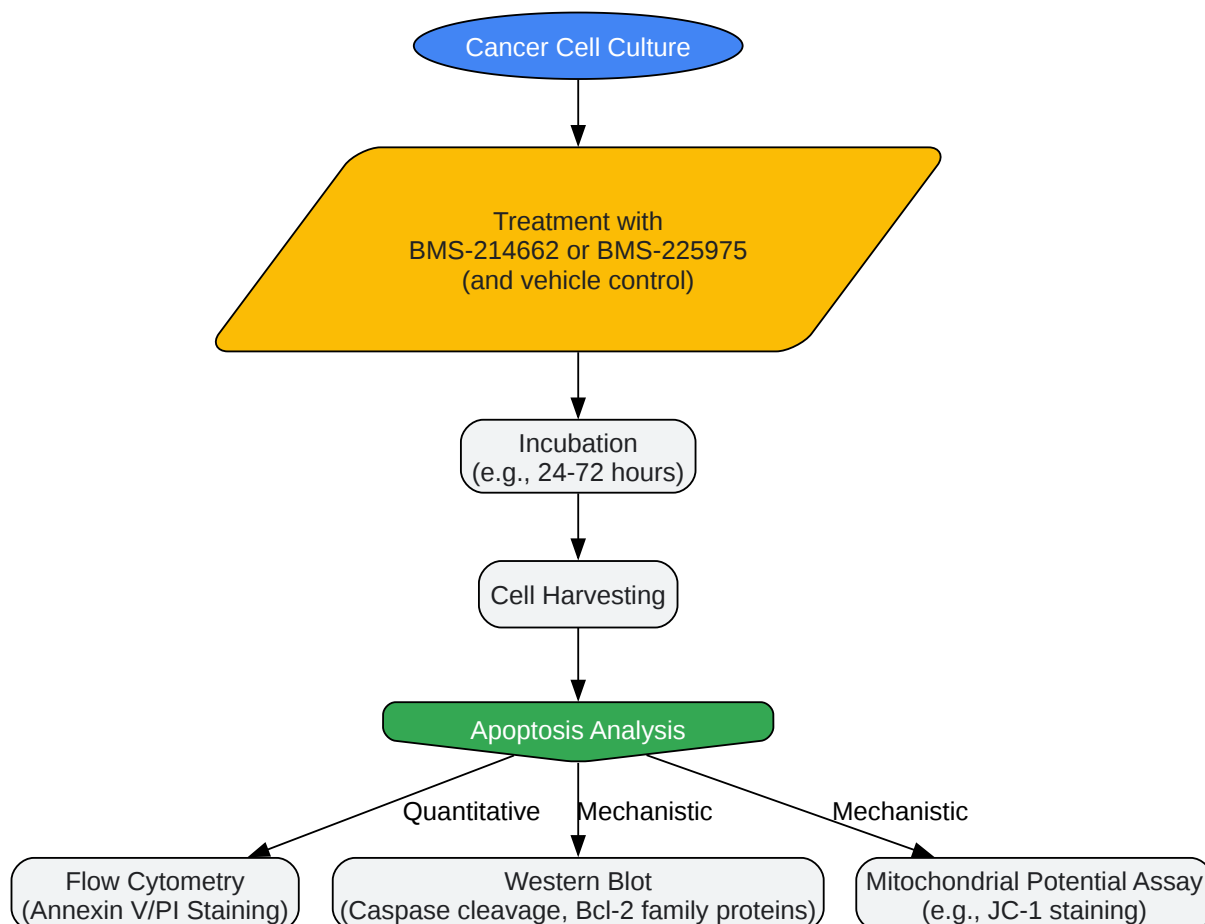 Cancer Cell Culture
Treatment with
BMS-214662 or BMS-225975
(and vehicle control)
Incubation
(e.g., 24-72 hours)
Cell Harvesting
Apoptosis Analysis
Quantitative
Mechanistic
Mechanistic
Flow Cytometry
(Annexin V/PI Staining)
Western Blot
(Caspase cleavage, Bcl-2 family proteins)
Mitochondrial Potential Assay
(e.g., JC-1 staining)